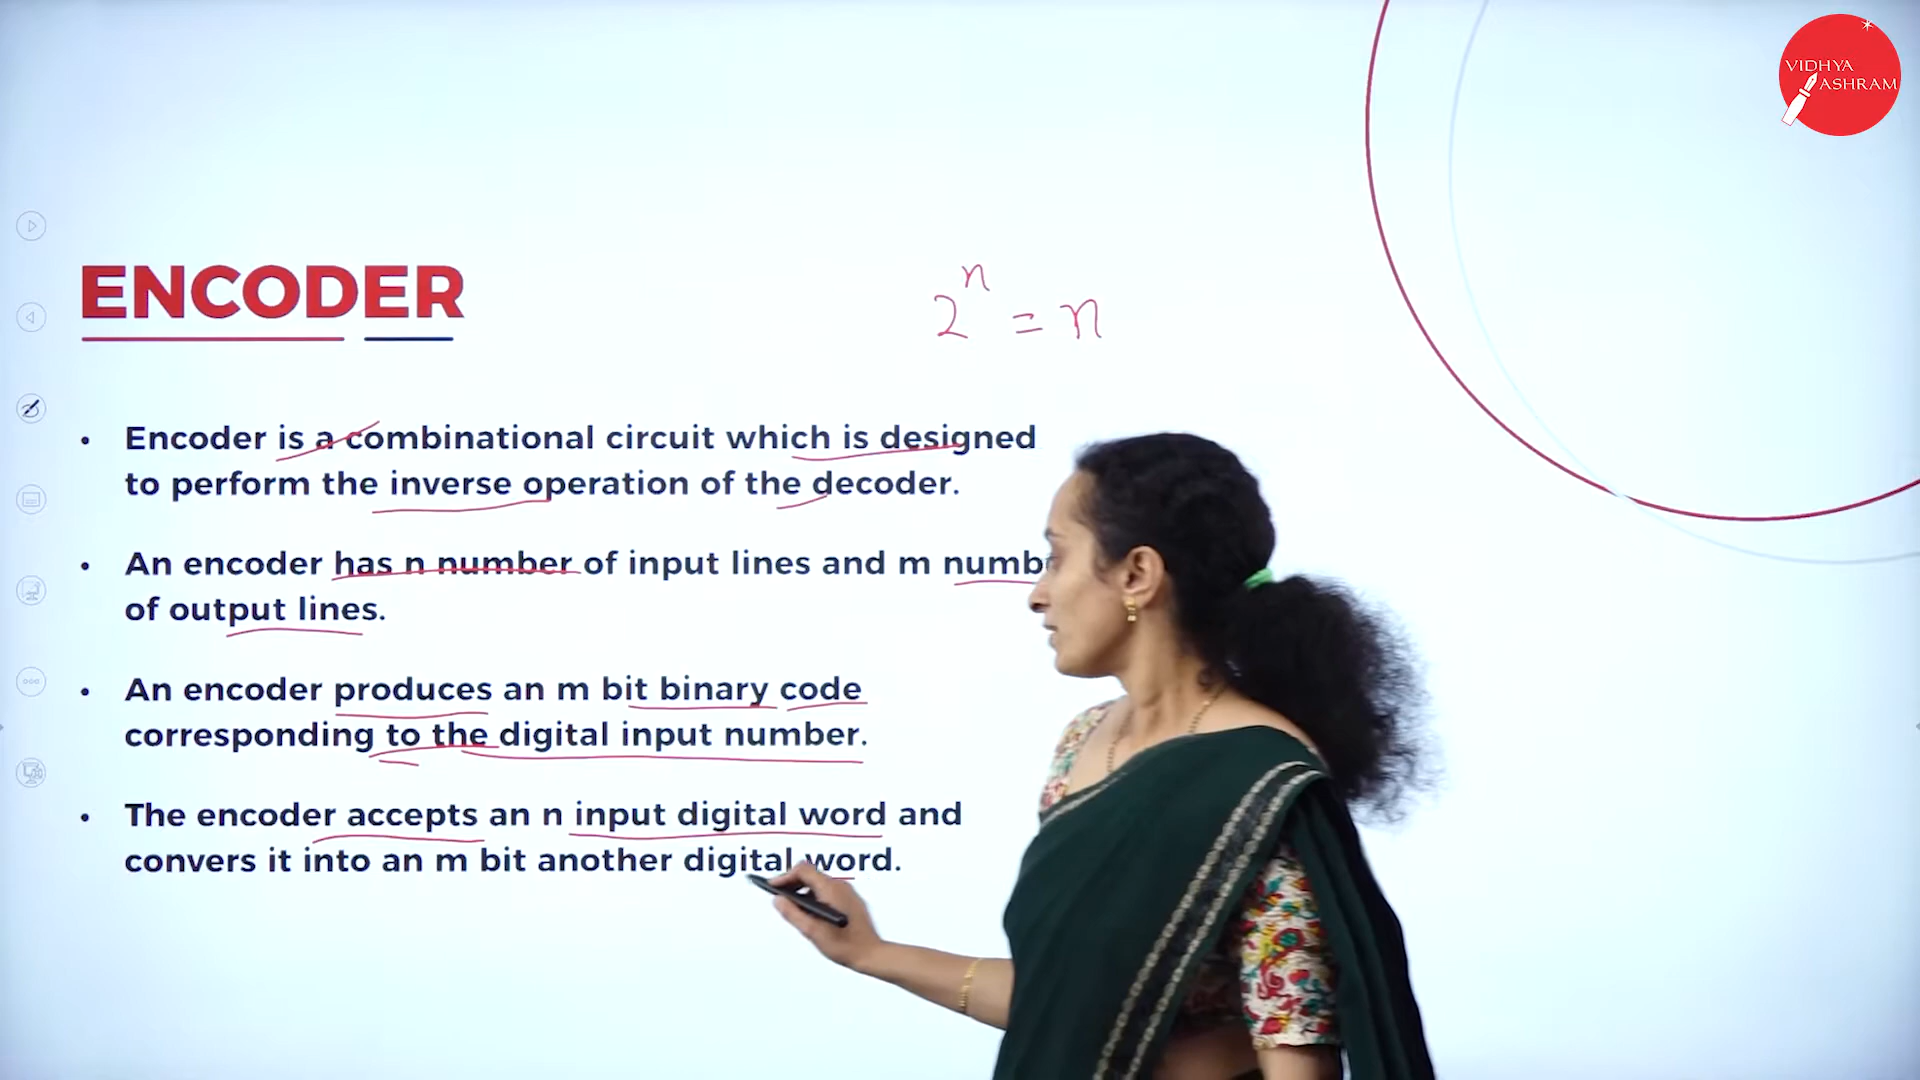 VIDHYA
ASHRAM
ENCODER
2^n = n
• Encoder is a combinational circuit which is designed
to perform the inverse operation of the decoder.
• An encoder has n number of input lines and m
of output lines.
• An encoder produces an m bit binary code
corresponding to the digital input number.
• The encoder accepts an n input digital word and
convers it into an m bit another digital word.